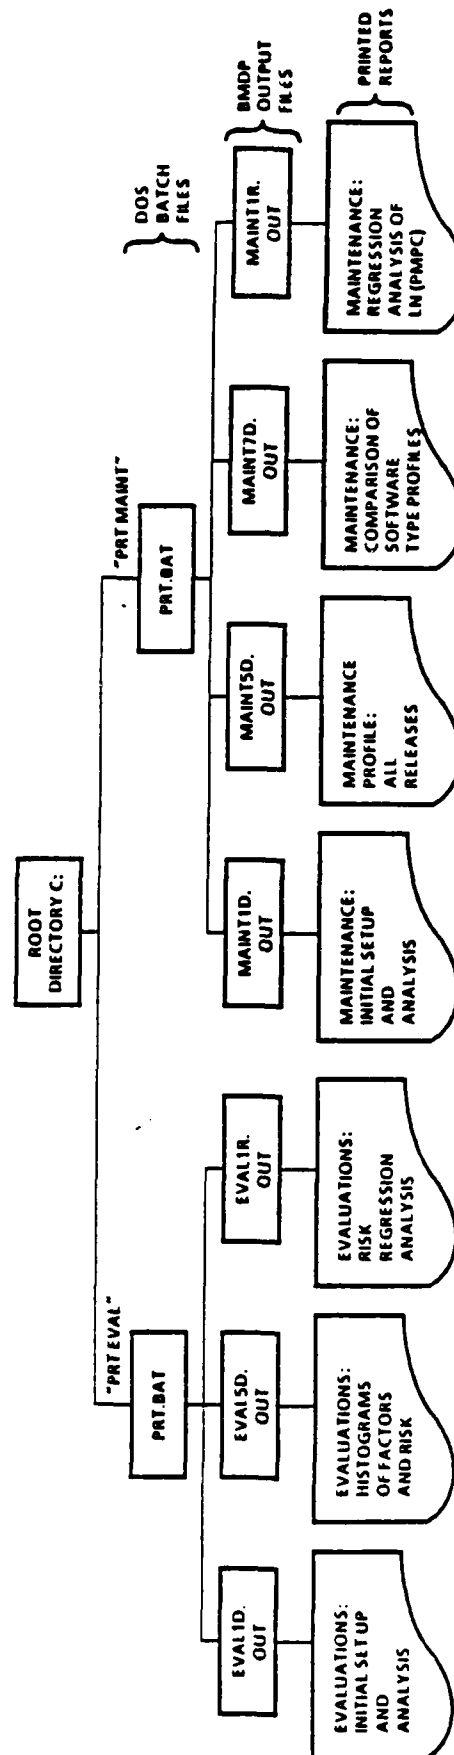 ROOT
DIRECTORY C:
"PRT EVAL"
"PRT MAINT"
PRT.BAT
PRT.BAT
DOS
BATCH
FILES
EVAL1D.
OUT
EVAL5D.
OUT
EVAL1R.
OUT
MAINT1D.
OUT
MAINT5D.
OUT
MAINT7D.
OUT
MAINT1R.
OUT
BMDP
OUTPUT
FILES
EVALUATIONS:
INITIAL SET UP
AND
ANALYSIS
EVALUATIONS:
HISTOGRAMS
OF FACTORS
AND RISK
EVALUATIONS:
RISK
REGRESSION
ANALYSIS
MAINTENANCE:
INITIAL SETUP
AND
ANALYSIS
MAINTENANCE
PROFILE:
ALL
RELEASES
MAINTENANCE:
COMPARISON OF
SOFTWARE
TYPE PROFILES
MAINTENANCE:
REGRESSION
ANALYSIS OF
LN (PMPC)
PRINTED
REPORTS